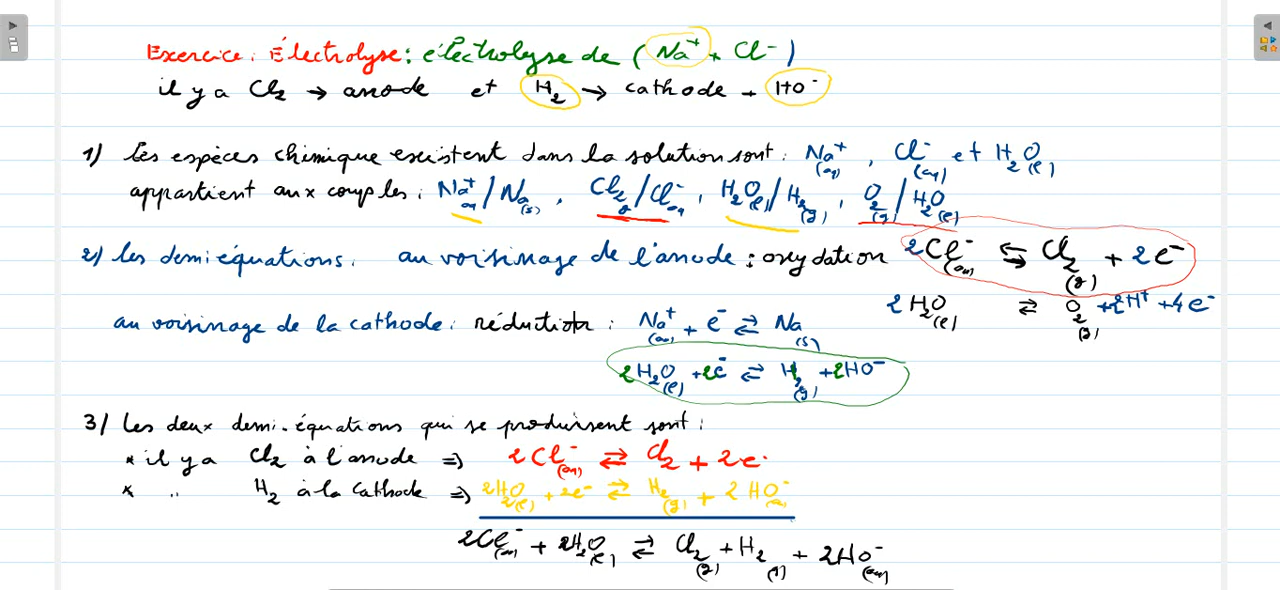 Exercice : Électrolyse : électrolyse de (Na⁺ + Cl⁻)
il y a Cl₂ → anode et H₂ → cathode + HO⁻
1) les espèces chimique existent dans la solution sont : Na⁺(aq) , Cl⁻(aq) et H₂O(l)
appartient aux couples : Na⁺aq/Na(s) , Cl₂g/Cl⁻aq , H₂O(l)/H₂(g) , O₂(g)/H₂O(l)
2) les demi équations. au voisinage de l'anode : oxydation 2Cl⁻(aq) ⇆ Cl₂(g) + 2e⁻
2H₂O(l) ⇄ O₂(g) + 2H⁺ + 4e⁻
au voisinage de la cathode : réduction : Na⁺(aq) + e⁻ ⇄ Na(s)
2H₂O(l) + 2e⁻ ⇄ H₂(g) + 2HO⁻
3) les deux demi-équations qui se produisent sont :
* il y a Cl₂ à l'anode ⇒ 2Cl⁻(aq) ⇄ Cl₂ + 2e⁻
* " H₂ à la cathode ⇒ 2H₂O(l) + 2e⁻ ⇄ H₂(g) + 2HO⁻(aq)
2Cl⁻(aq) + 2H₂O(l) ⇄ Cl₂(g) + H₂(g) + 2HO⁻(aq)